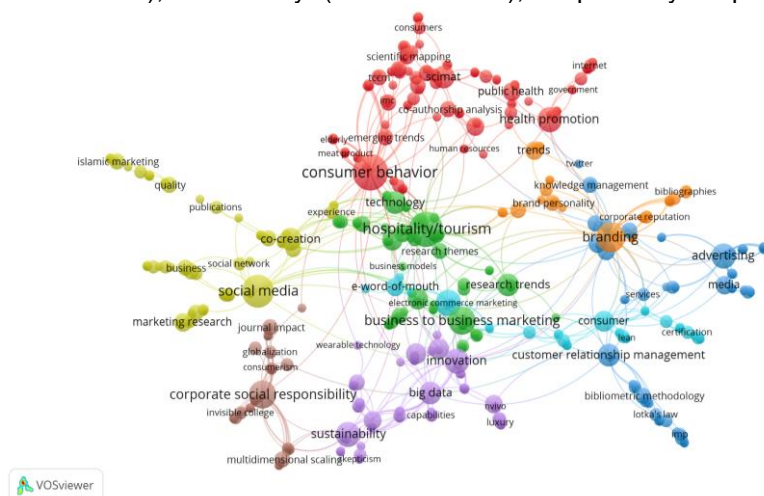 consumers
scientific mapping
tccm
scimat
internet
imc
public health
government
co-authorship analysis
health promotion
elderly
emerging trends
human resources
trends
meat product
twitter
consumer behavior
knowledge management
bibliographies
islamic marketing
technology
quality
brand personality
publications
experience
corporate reputation
hospitality/tourism
co-creation
branding
research themes
advertising
social network
business
business models
social media
e-word-of-mouth
research trends
media
services
electronic commerce marketing
marketing research
business to business marketing
consumer
journal impact
certification
wearable technology
lean
globalization
innovation
customer relationship management
consumerism
corporate social responsibility
big data
bibliometric methodology
invisible college
nvivo
capabilities
lotka's law
luxury
sustainability
lmp
multidimensional scaling
skepticism
VOSviewer